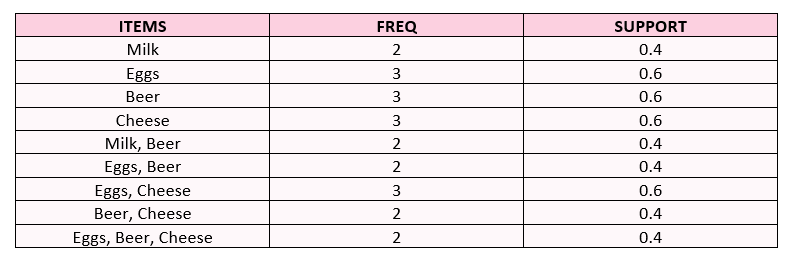 ITEMS FREQ SUPPORT
Milk 2 0.4
Eggs 3 0.6
Beer 3 0.6
Cheese 3 0.6
Milk, Beer 2 0.4
Eggs, Beer 2 0.4
Eggs, Cheese 3 0.6
Beer, Cheese 2 0.4
Eggs, Beer, Cheese 2 0.4